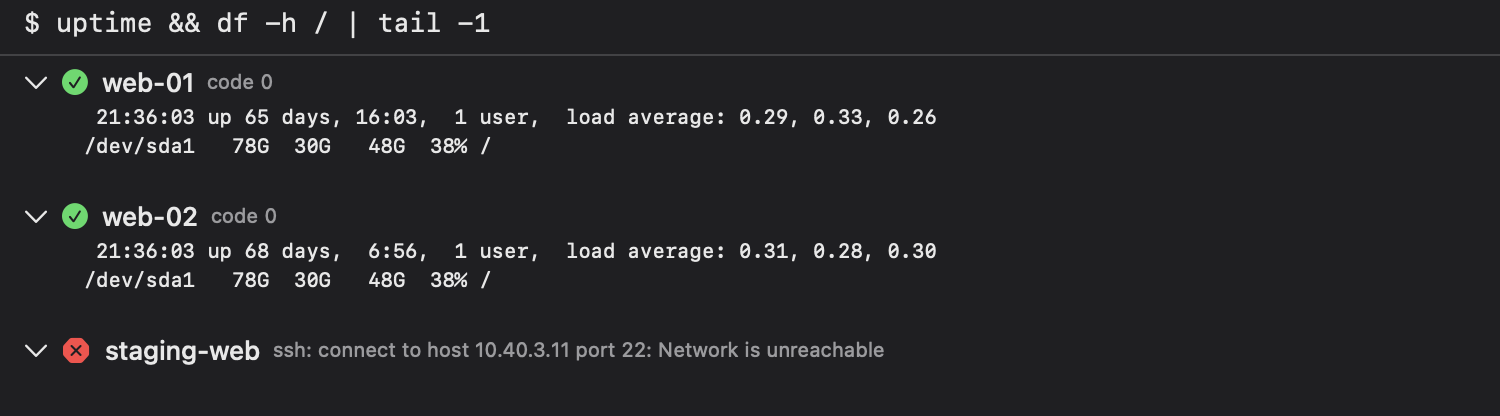 $ uptime && df -h / | tail -1
web-01 code 0
21:36:03 up 65 days, 16:03,  1 user,  load average: 0.29, 0.33, 0.26
/dev/sda1   78G  30G   48G  38% /
web-02 code 0
21:36:03 up 68 days,  6:56,  1 user,  load average: 0.31, 0.28, 0.30
/dev/sda1   78G  30G   48G  38% /
staging-web ssh: connect to host 10.40.3.11 port 22: Network is unreachable